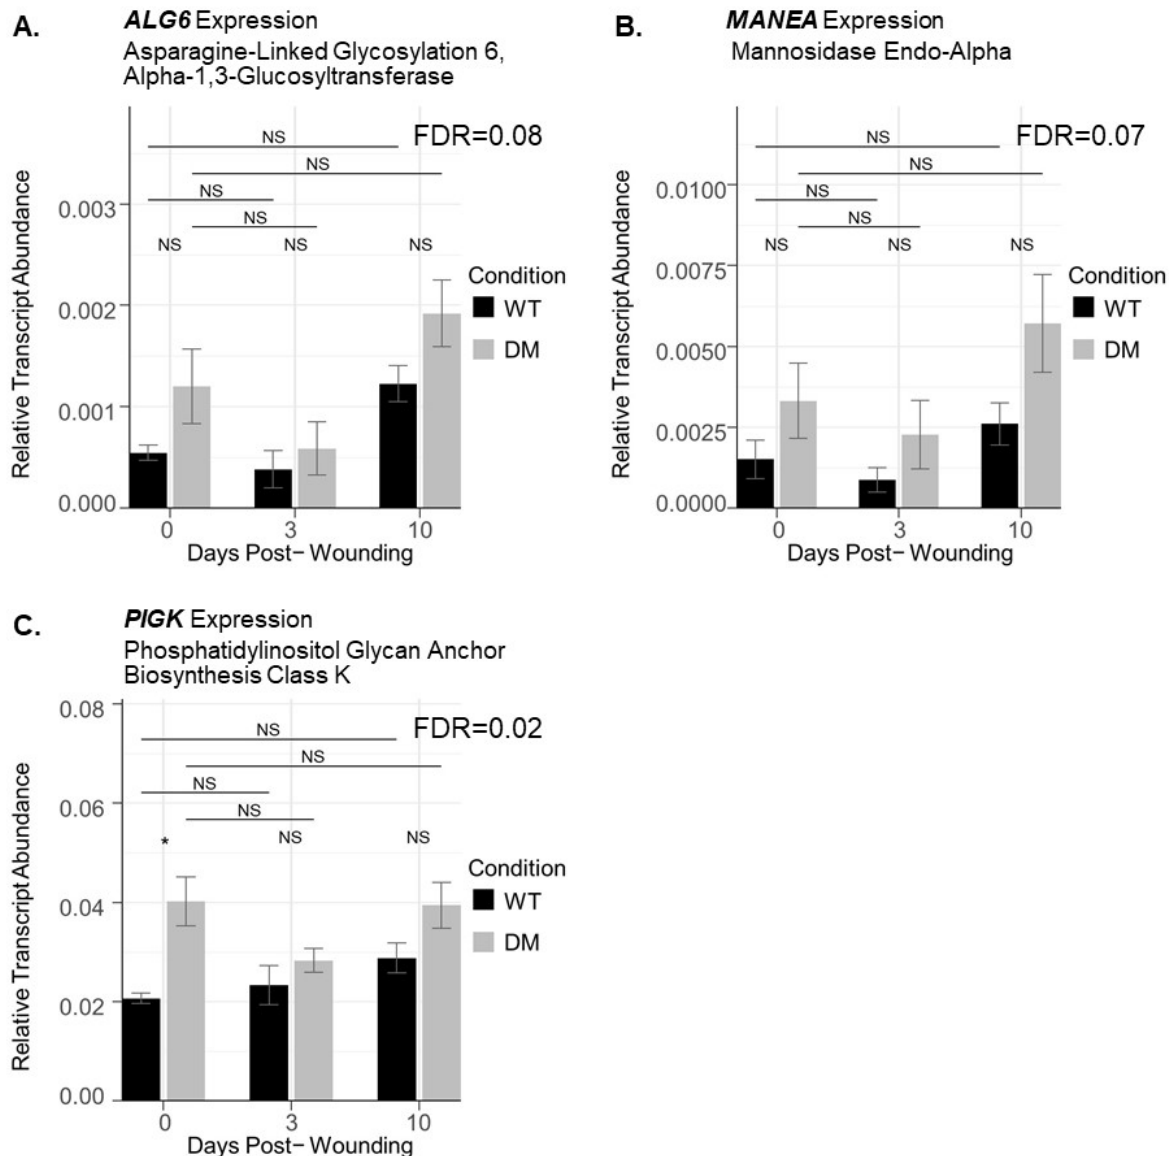 A.
ALG6 Expression
Asparagine-Linked Glycosylation 6,
Alpha-1,3-Glucosyltransferase
NS
FDR=0.08
NS
NS
NS
NS NS NS
Relative Transcript Abundance
0.003
0.002
0.001
0.000
0 3 10
Days Post-Wounding
Condition
WT
DM
B.
MANEA Expression
Mannosidase Endo-Alpha
NS
FDR=0.07
NS
NS
NS
NS NS NS
Relative Transcript Abundance
0.0100
0.0075
0.0050
0.0025
0.0000
0 3 10
Days Post-Wounding
Condition
WT
DM
C.
PIGK Expression
Phosphatidylinositol Glycan Anchor
Biosynthesis Class K
NS
FDR=0.02
NS
NS
NS
* NS NS
Relative Transcript Abundance
0.08
0.06
0.04
0.02
0.00
0 3 10
Days Post-Wounding
Condition
WT
DM